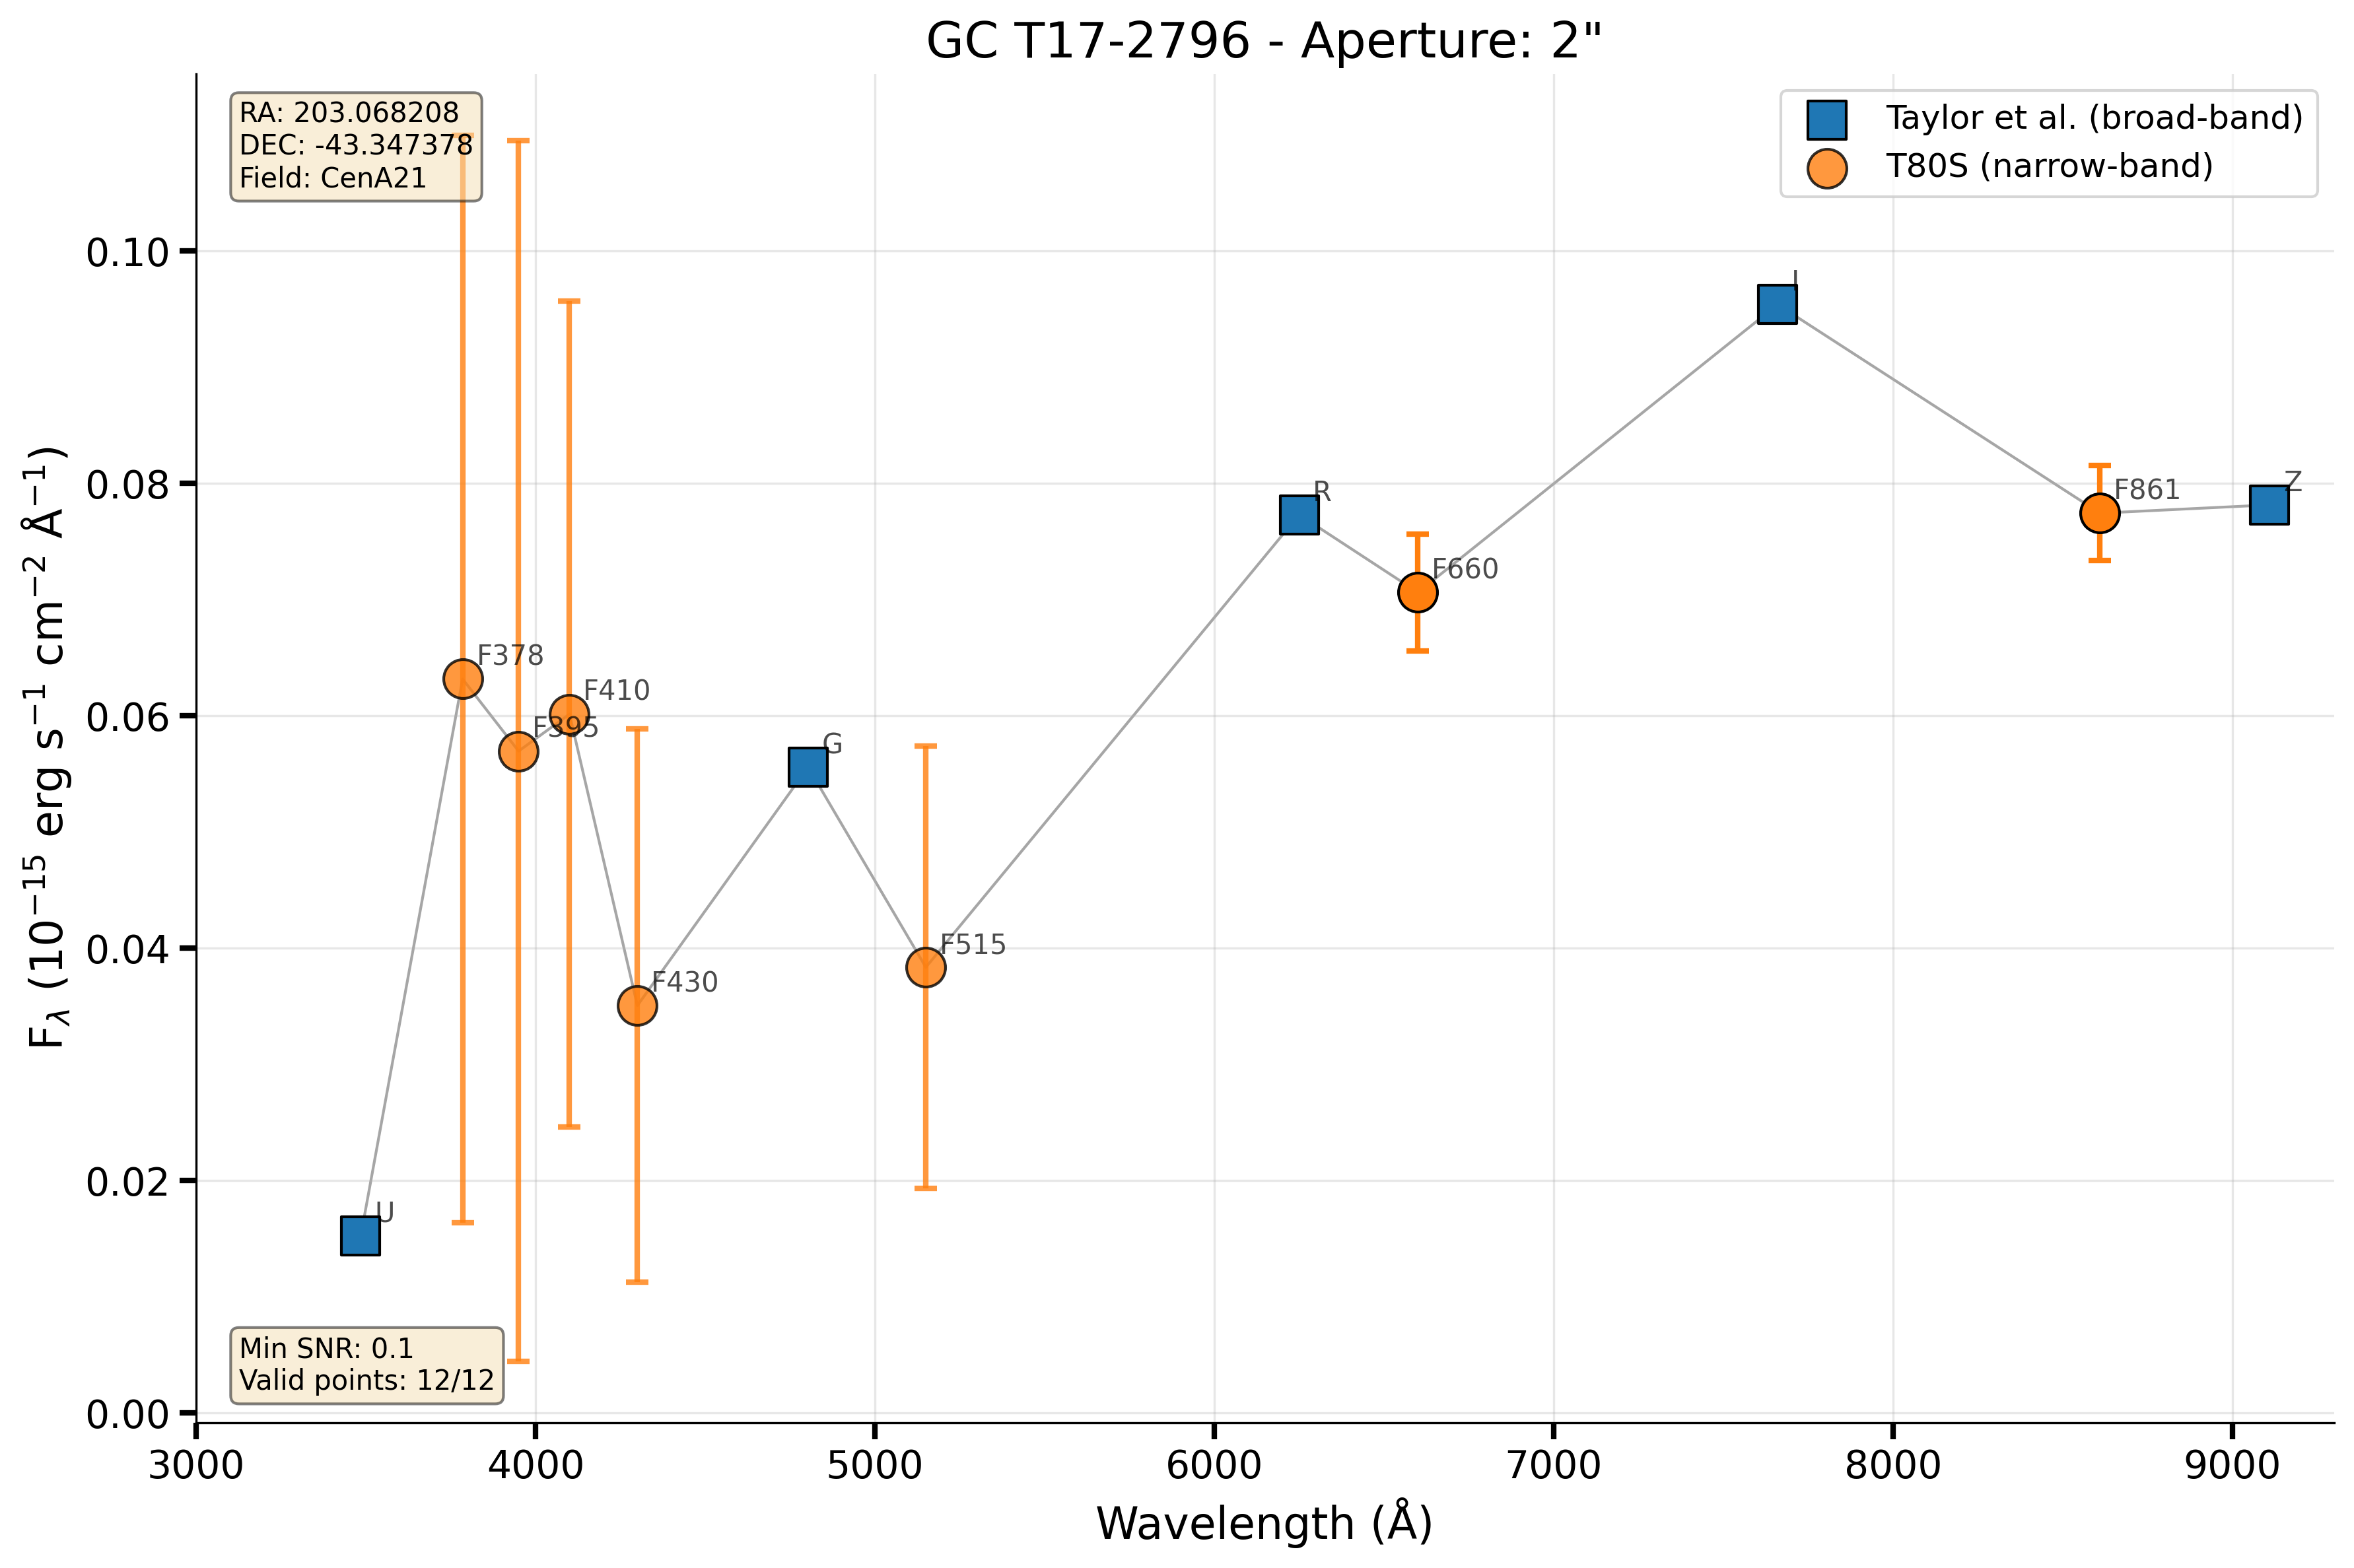 GC T17-2796 - Aperture: 2"
RA: 203.068208
DEC: -43.347378
Field: CenA21
Taylor et al. (broad-band)
T80S (narrow-band)
F_λ (10⁻¹⁵ erg s⁻¹ cm⁻² Å⁻¹)
0.10
0.08
0.06
0.04
0.02
0.00
I
Z
F861
R
F660
F378
F410
F395
G
F515
F430
U
Min SNR: 0.1
Valid points: 12/12
3000 4000 5000 6000 7000 8000 9000
Wavelength (Å)